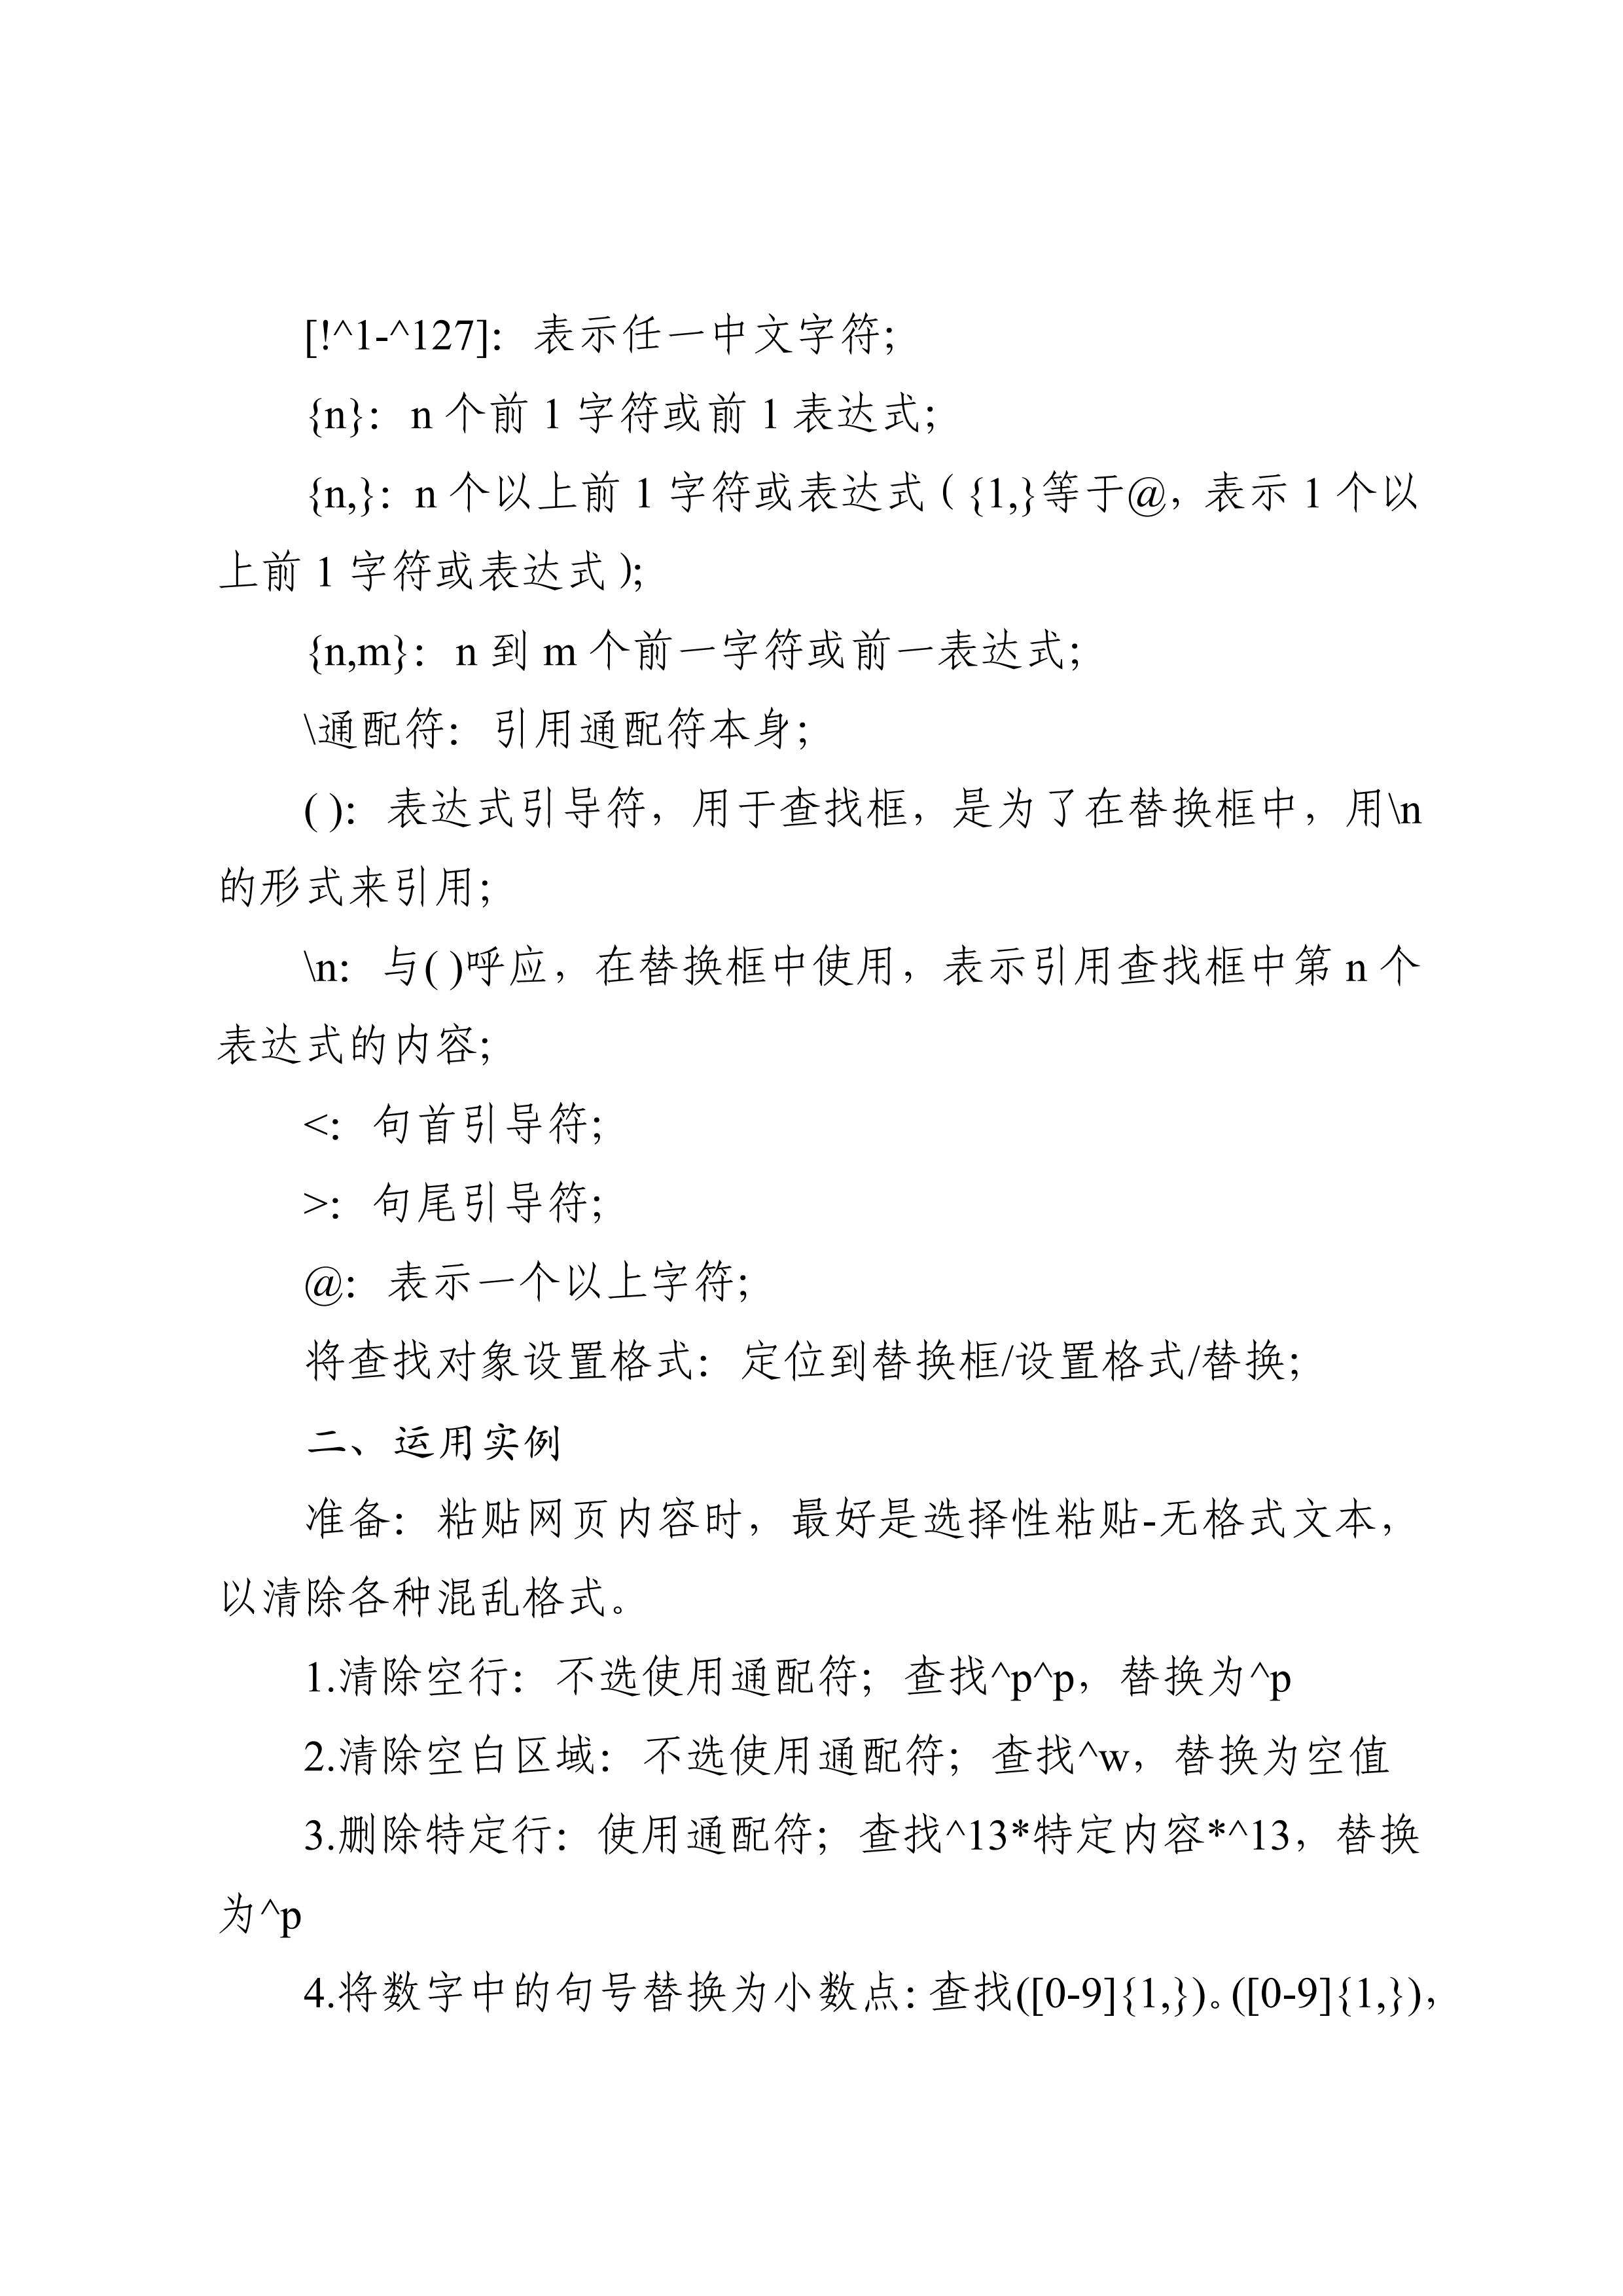 [!^1-^127]：表示任一中文字符；
{n}：n 个前 1 字符或前 1 表达式；
{n,}：n 个以上前 1 字符或表达式（{1,}等于@，表示 1 个以
上前 1 字符或表达式）；
{n,m}：n 到 m 个前一字符或前一表达式；
\通配符：引用通配符本身；
( )：表达式引导符，用于查找框，是为了在替换框中，用\n
的形式来引用；
\n：与( )呼应，在替换框中使用，表示引用查找框中第 n 个
表达式的内容；
<：句首引导符；
>：句尾引导符；
@：表示一个以上字符；
将查找对象设置格式：定位到替换框/设置格式/替换；
二、运用实例
准备：粘贴网页内容时，最好是选择性粘贴-无格式文本，
以清除各种混乱格式。
1.清除空行：不选使用通配符；查找^p^p，替换为^p
2.清除空白区域：不选使用通配符；查找^w，替换为空值
3.删除特定行：使用通配符；查找^13*特定内容*^13，替换
为^p
4.将数字中的句号替换为小数点：查找([0-9]{1,})。([0-9]{1,})，